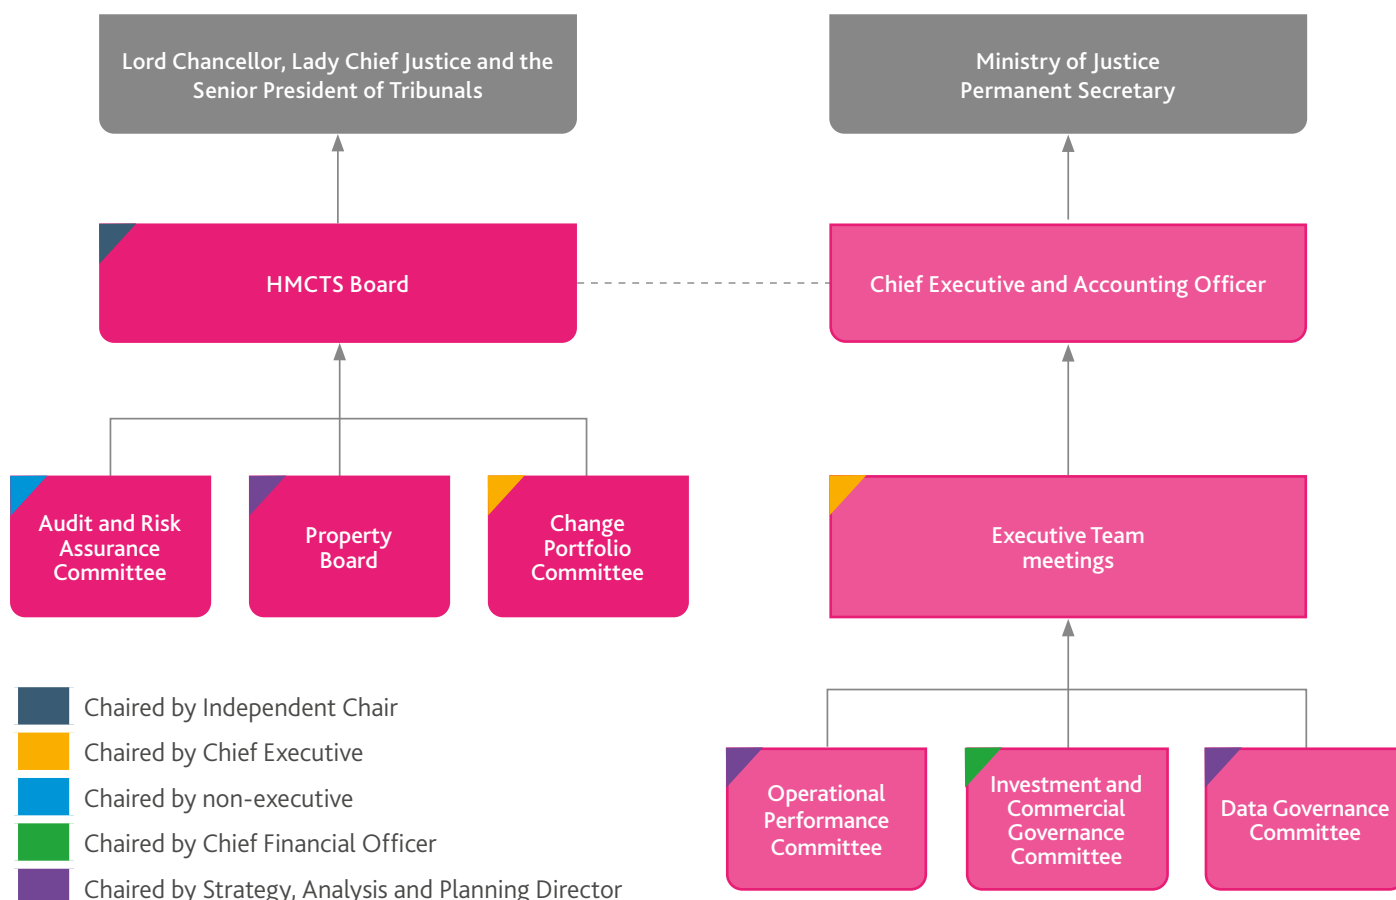 Lord Chancellor, Lady Chief Justice and the
Senior President of Tribunals
Ministry of Justice
Permanent Secretary
HMCTS Board
Chief Executive and Accounting Officer
Audit and Risk
Assurance
Committee
Property
Board
Change
Portfolio
Committee
Executive Team
meetings
Operational
Performance
Committee
Investment and
Commercial
Governance
Committee
Data Governance
Committee
Chaired by Independent Chair
Chaired by Chief Executive
Chaired by non-executive
Chaired by Chief Financial Officer
Chaired by Strategy, Analysis and Planning Director